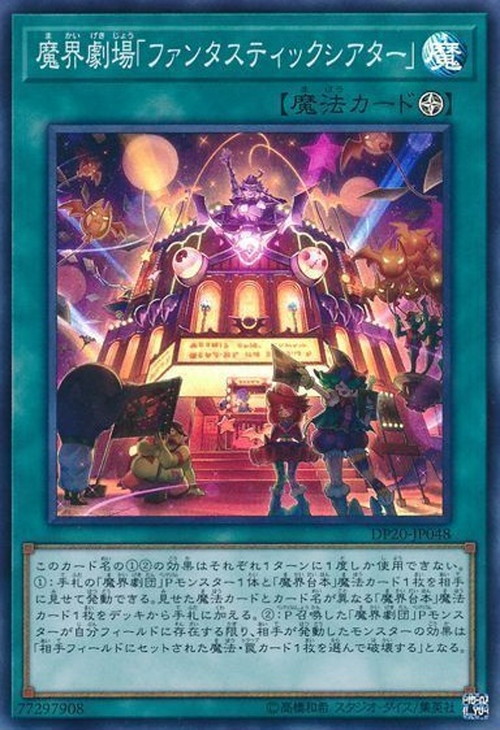 魔界劇場「ファンタスティックシアター」
魔
【魔法カード】
DP20-JP048
このカード名の①②の効果はそれぞれ1ターンに1度しか使用できない。
①：手札の「魔界劇団」Pモンスター1体と「魔界台本」魔法カード1枚を相手
に見せて発動できる。見せた魔法カードとカード名が異なる「魔界台本」魔法
カード1枚をデッキから手札に加える。②：P召喚した「魔界劇団」Pモンス
ターが自分フィールドに存在する限り、相手が発動したモンスターの効果は
「相手フィールドにセットされた魔法・罠カード1枚を選んで破壊する」となる。
77297908
©高橋和希 スタジオ・ダイス/集英社